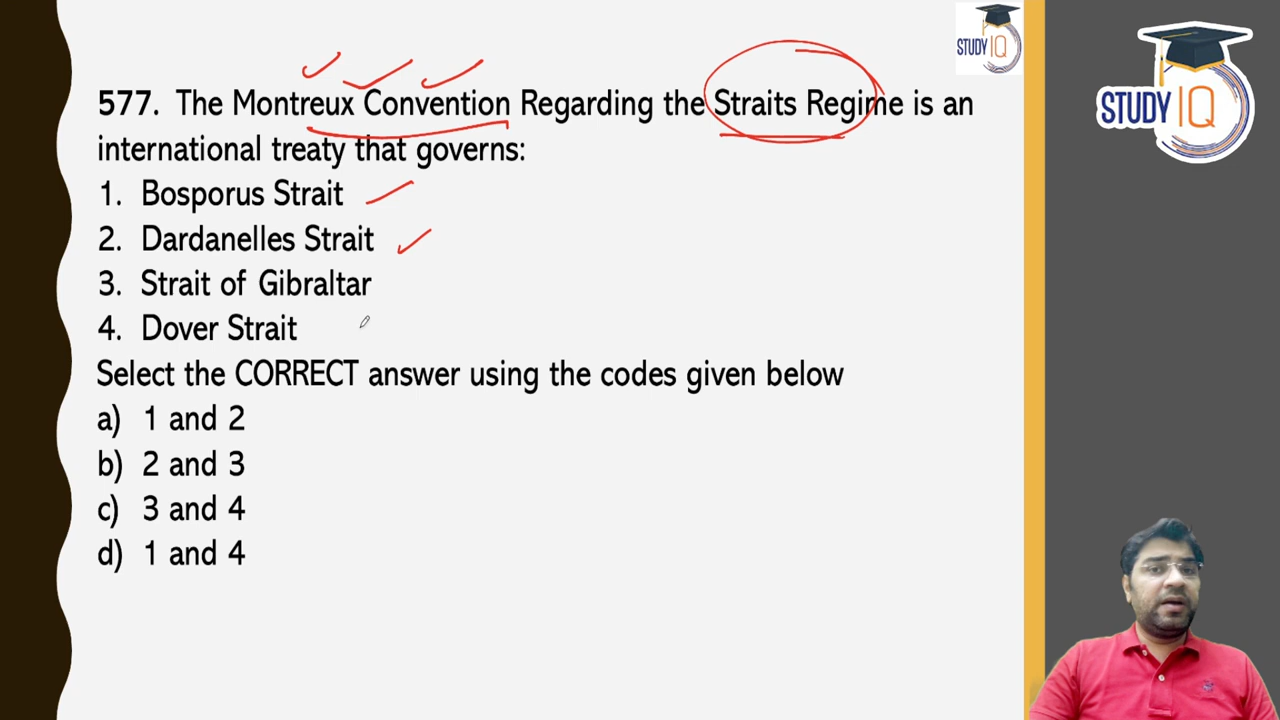 STUDY IQ
STUDY IQ
577. The Montreux Convention Regarding the Straits Regime is an
international treaty that governs:
1. Bosporus Strait
2. Dardanelles Strait
3. Strait of Gibraltar
4. Dover Strait
Select the CORRECT answer using the codes given below
a) 1 and 2
b) 2 and 3
c) 3 and 4
d) 1 and 4